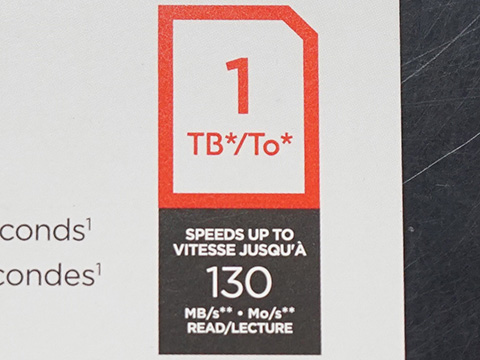 1
TB*/To*
conds¹
condes¹
SPEEDS UP TO
VITESSE JUSQU'À
130
MB/s** • Mo/s**
READ/LECTURE